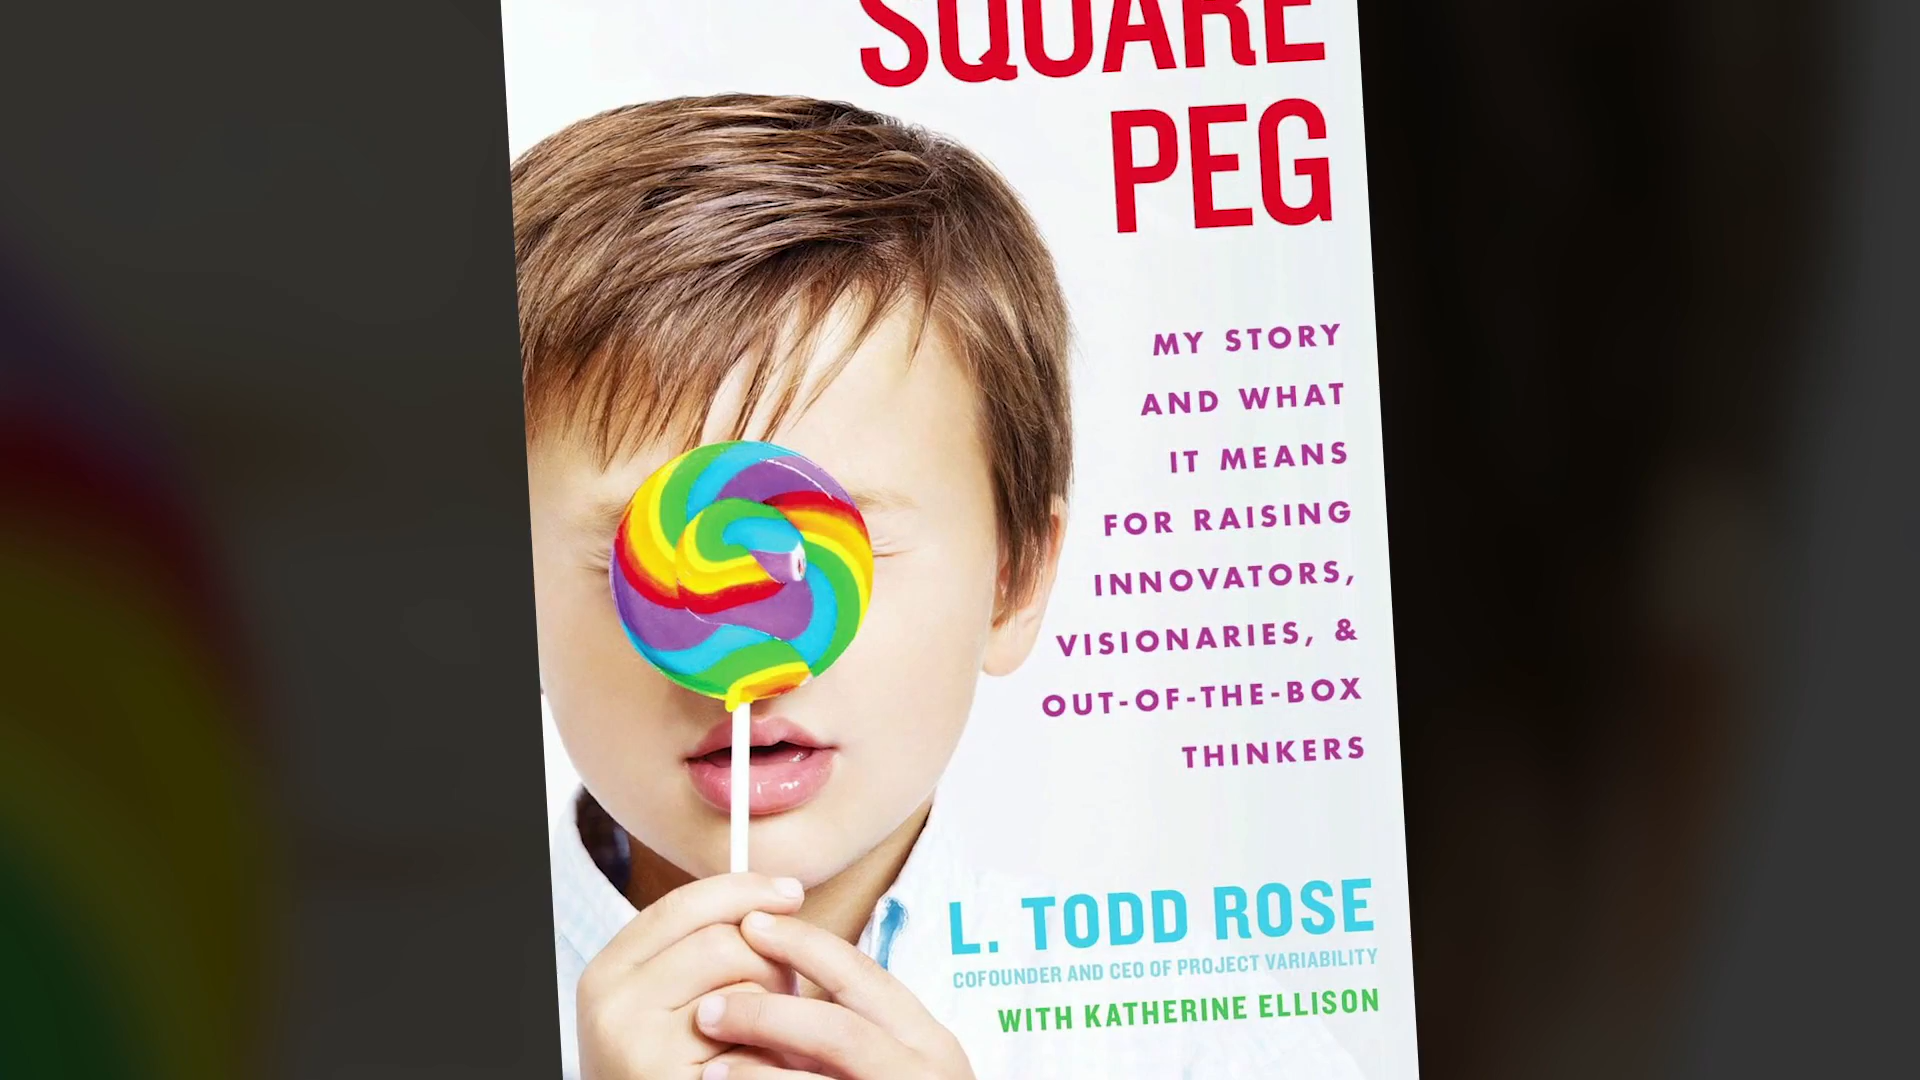 SQUARE
PEG
MY STORY
AND WHAT
IT MEANS
FOR RAISING
INNOVATORS,
VISIONARIES, &
OUT-OF-THE-BOX
THINKERS
L. TODD ROSE
COFOUNDER AND CEO OF PROJECT VARIABILITY
WITH KATHERINE ELLISON